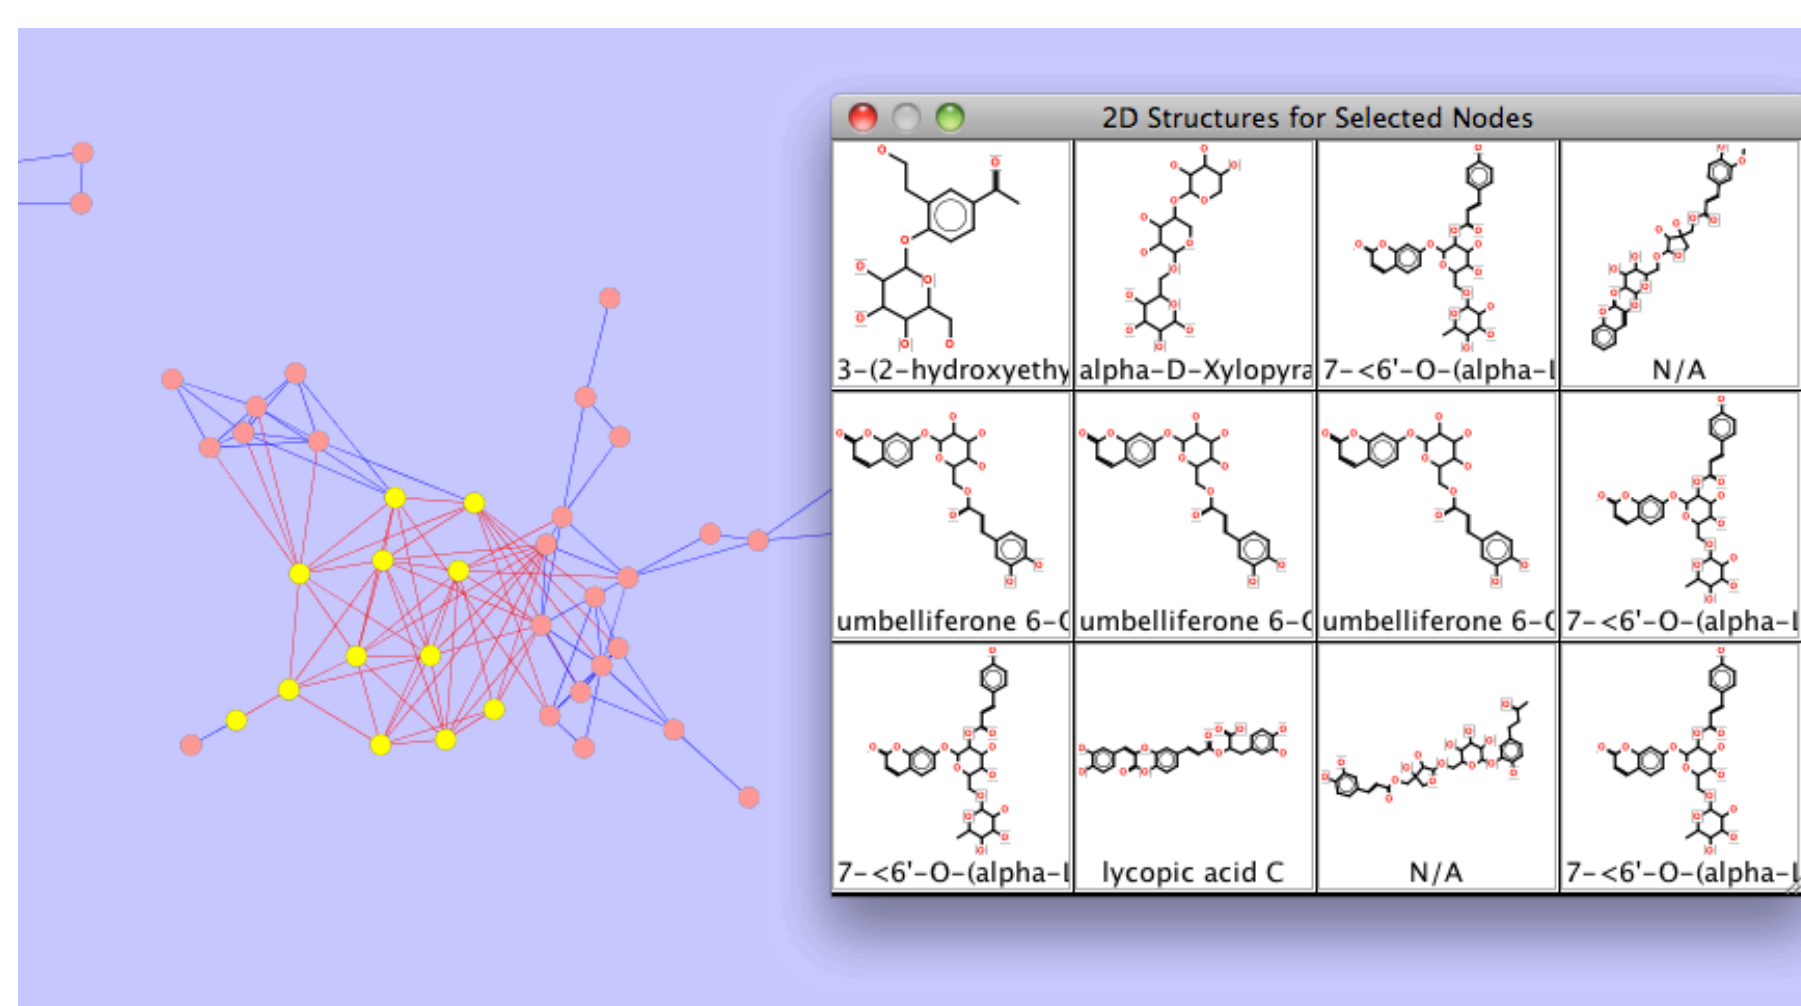 2D Structures for Selected Nodes
3-(2-hydroxyethy
alpha-D-Xylopyra
7-<6'-O-(alpha-L
N/A
umbelliferone 6-O
umbelliferone 6-O
umbelliferone 6-O
7-<6'-O-(alpha-L
7-<6'-O-(alpha-L
lycopic acid C
N/A
7-<6'-O-(alpha-L